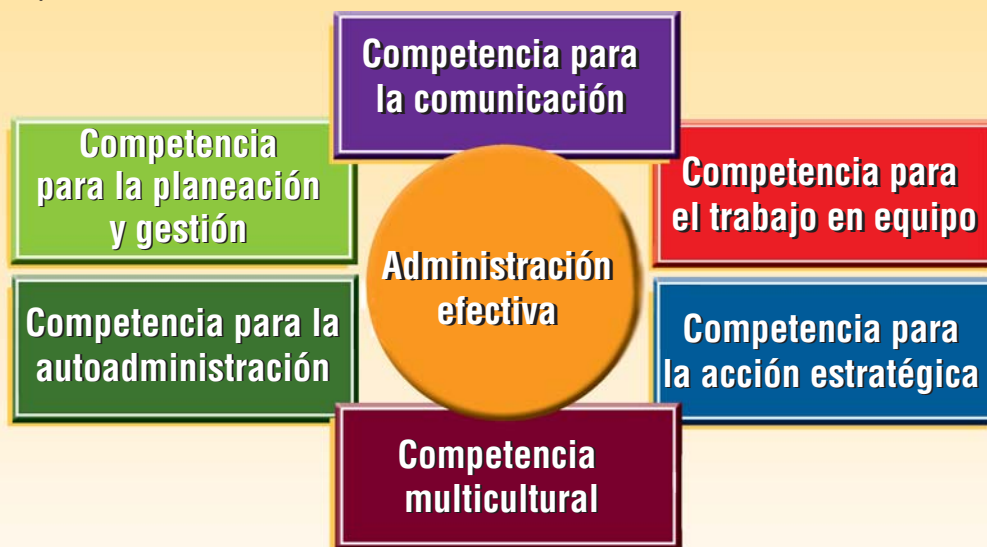 Competencia para
la comunicación
Competencia
para la planeación
y gestión
Competencia para
el trabajo en equipo
Administración
efectiva
Competencia para la
autoadministración
Competencia para
la acción estratégica
Competencia
multicultural